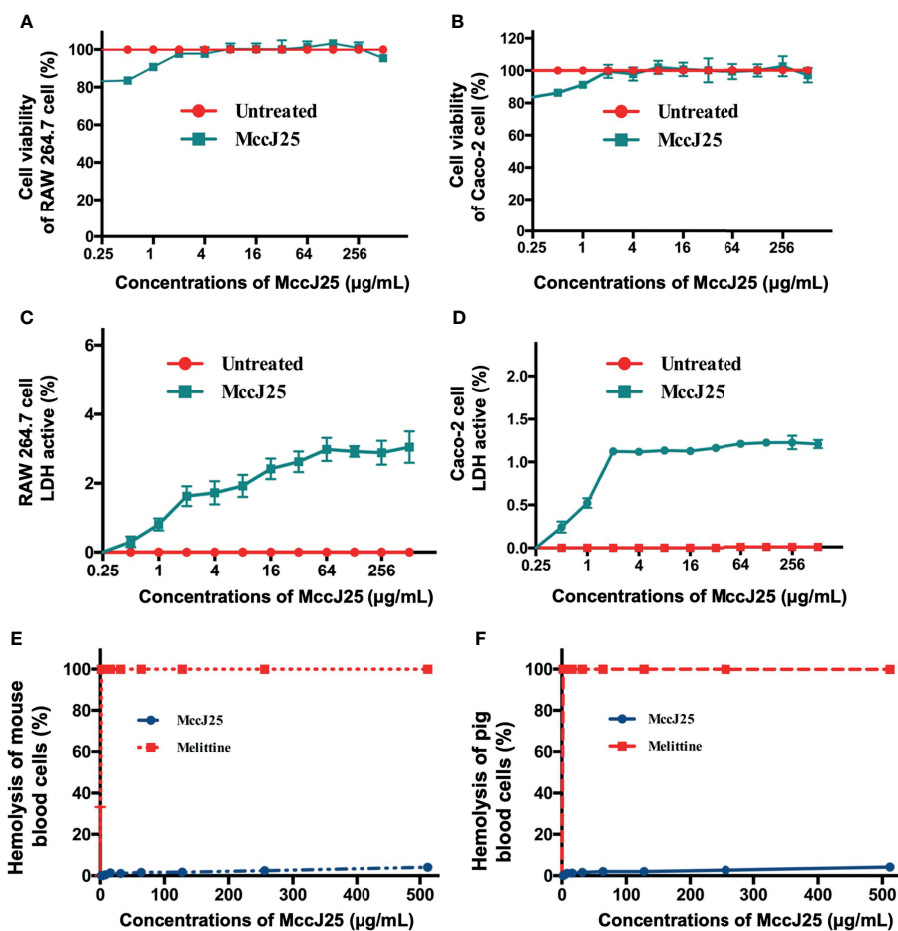 A
Cell viability
of RAW 264.7 cell (%)
100
80
60
40
20
0
0.25
1
4
16
64
256
Untreated
MccJ25
Concentrations of MccJ25 (µg/mL)
B
Cell viability
of Caco-2 cell (%)
120
100
80
60
40
20
0
0.25
1
4
16
64
256
Untreated
MccJ25
Concentrations of MccJ25 (µg/mL)
C
RAW 264.7 cell
LDH active (%)
6
4
2
0
0.25
1
4
16
64
256
Untreated
MccJ25
Concentrations of MccJ25 (µg/mL)
D
Caco-2 cell
LDH active (%)
2.0
1.5
1.0
0.5
0.0
0.25
1
4
16
64
256
Untreated
MccJ25
Concentrations of MccJ25 (µg/mL)
E
Hemolysis of mouse
blood cells (%)
100
80
60
40
20
0
0
100
200
300
400
500
MccJ25
Melittine
Concentrations of MccJ25 (µg/mL)
F
Hemolysis of pig
blood cells (%)
100
80
60
40
20
0
0
100
200
300
400
500
MccJ25
Melittine
Concentrations of MccJ25 (µg/mL)